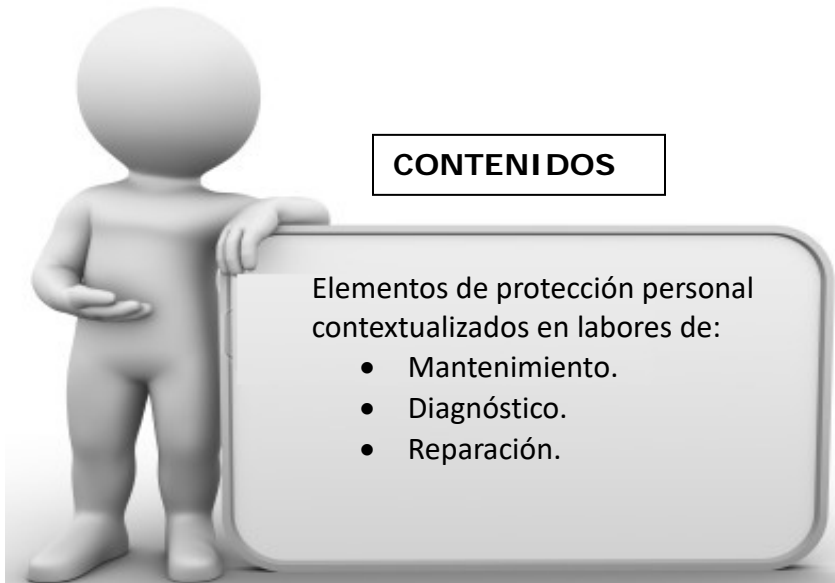 CONTENIDOS
Elementos de protección personal
contextualizados en labores de:
• Mantenimiento.
• Diagnóstico.
• Reparación.